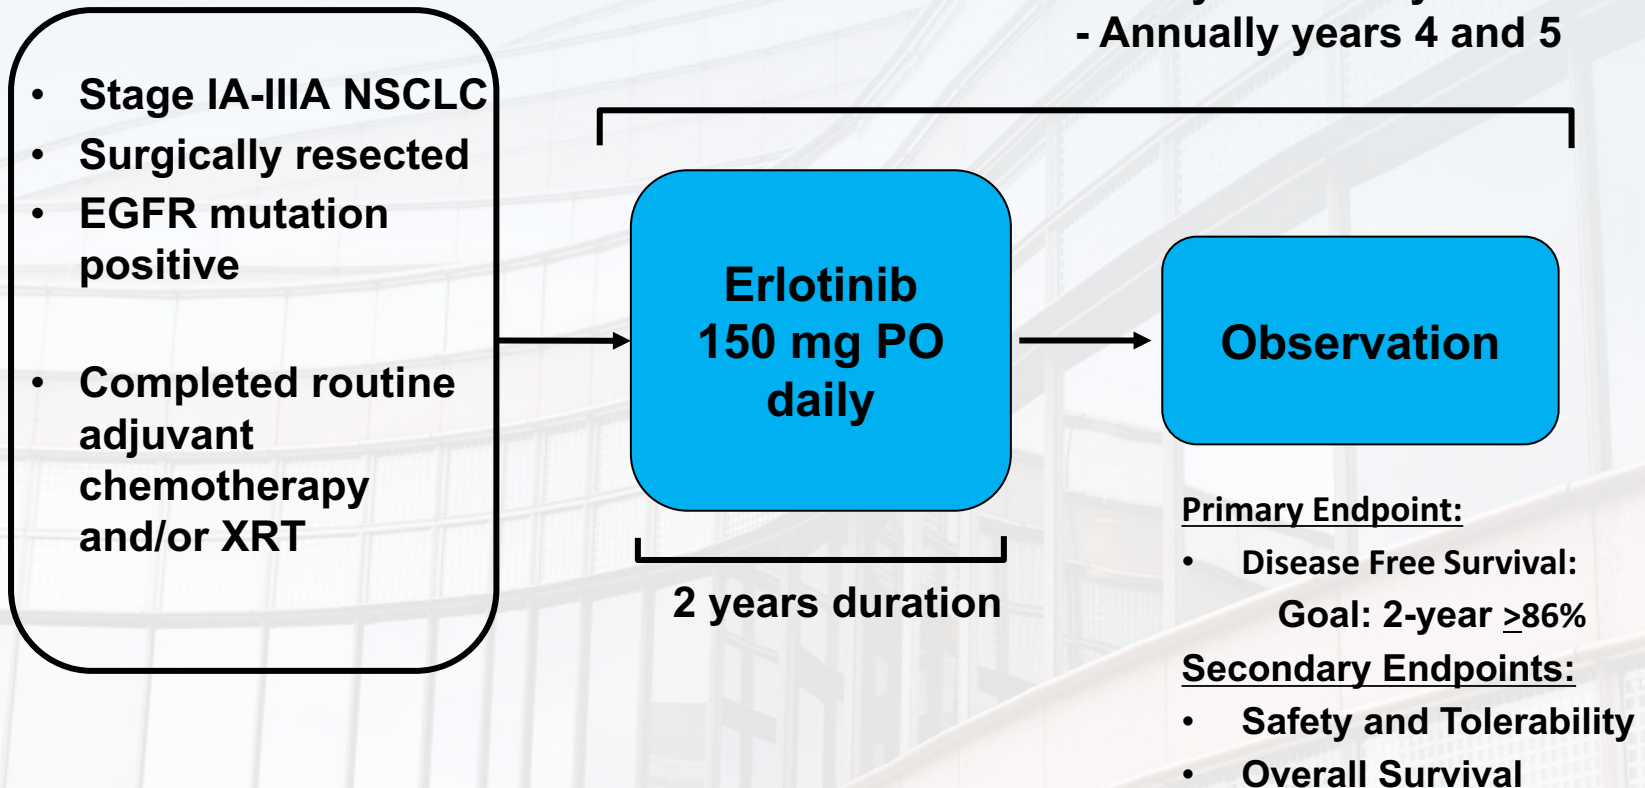 - Annually years 4 and 5
• Stage IA-IIIA NSCLC
• Surgically resected
• EGFR mutation
positive
• Completed routine
adjuvant
chemotherapy
and/or XRT
Erlotinib
150 mg PO
daily
2 years duration
Observation
Primary Endpoint:
• Disease Free Survival:
Goal: 2-year ≥86%
Secondary Endpoints:
• Safety and Tolerability
• Overall Survival